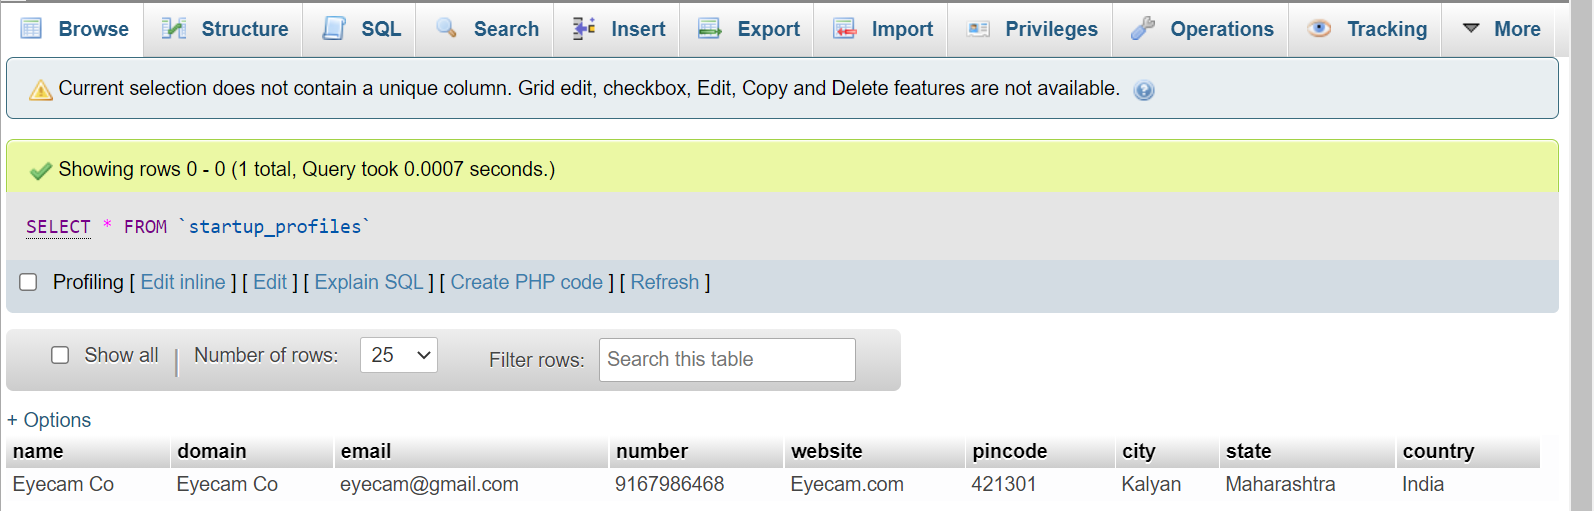 Browse Structure SQL Search Insert Export Import Privileges Operations Tracking More
Current selection does not contain a unique column. Grid edit, checkbox, Edit, Copy and Delete features are not available.
Showing rows 0 - 0 (1 total, Query took 0.0007 seconds.)
SELECT * FROM `startup_profiles`
Profiling [ Edit inline ] [ Edit ] [ Explain SQL ] [ Create PHP code ] [ Refresh ]
Show all | Number of rows: 25 Filter rows: Search this table
+ Options
name domain email number website pincode city state country
Eyecam Co Eyecam Co eyecam@gmail.com 9167986468 Eyecam.com 421301 Kalyan Maharashtra India